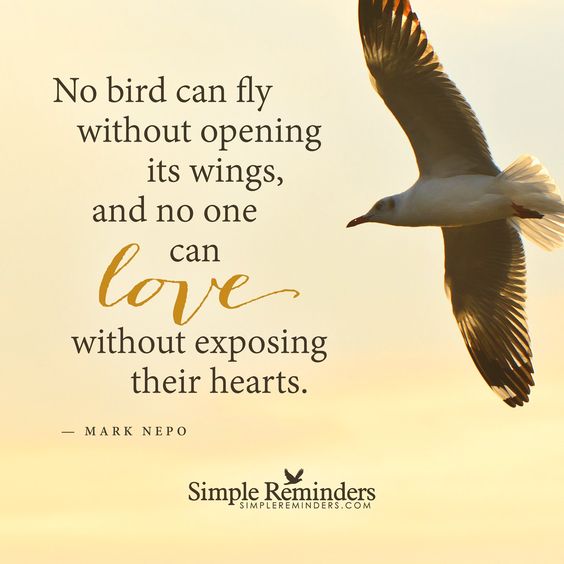 No bird can fly
without opening
its wings,
and no one
can
love
without exposing
their hearts.
— MARK NEPO
Simple Reminders
SIMPLEREMINDERS.COM